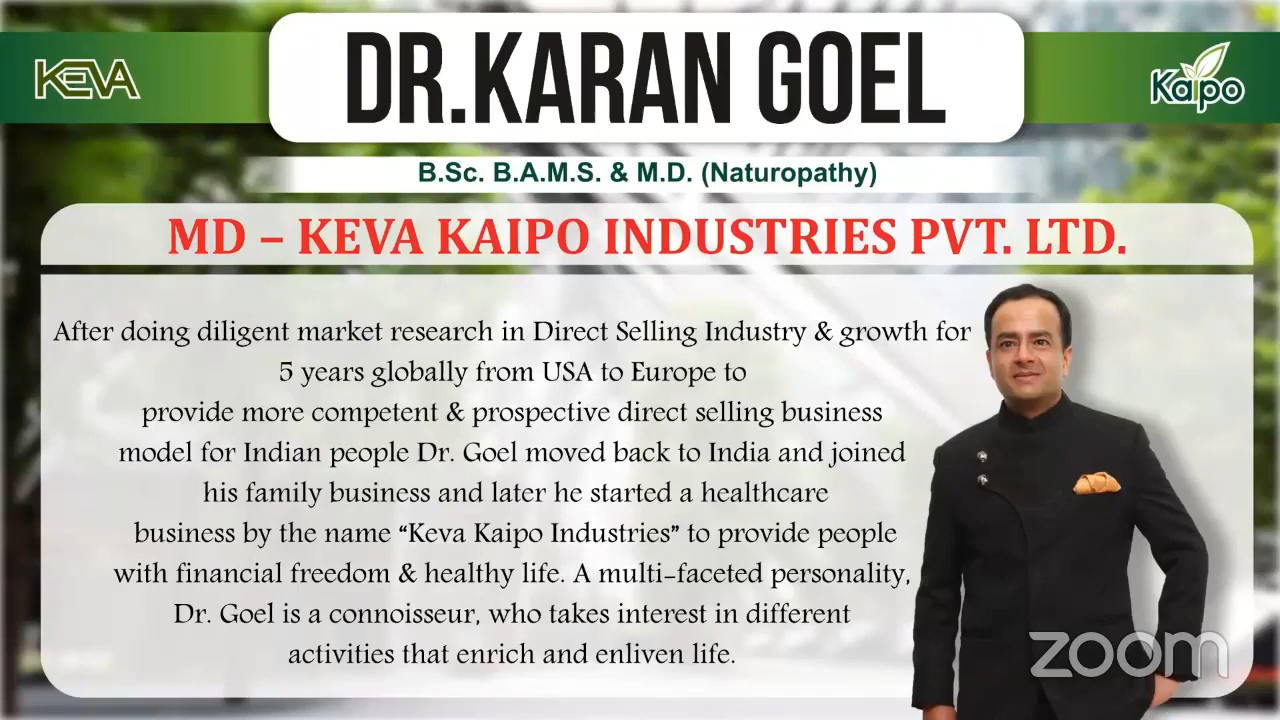 KEVA
DR.KARAN GOEL
Kaipo
B.Sc. B.A.M.S. & M.D. (Naturopathy)
MD – KEVA KAIPO INDUSTRIES PVT. LTD.
After doing diligent market research in Direct Selling Industry & growth for
5 years globally from USA to Europe to
provide more competent & prospective direct selling business
model for Indian people Dr. Goel moved back to India and joined
his family business and later he started a healthcare
business by the name “Keva Kaipo Industries” to provide people
with financial freedom & healthy life. A multi-faceted personality,
Dr. Goel is a connoisseur, who takes interest in different
activities that enrich and enliven life.
zoom